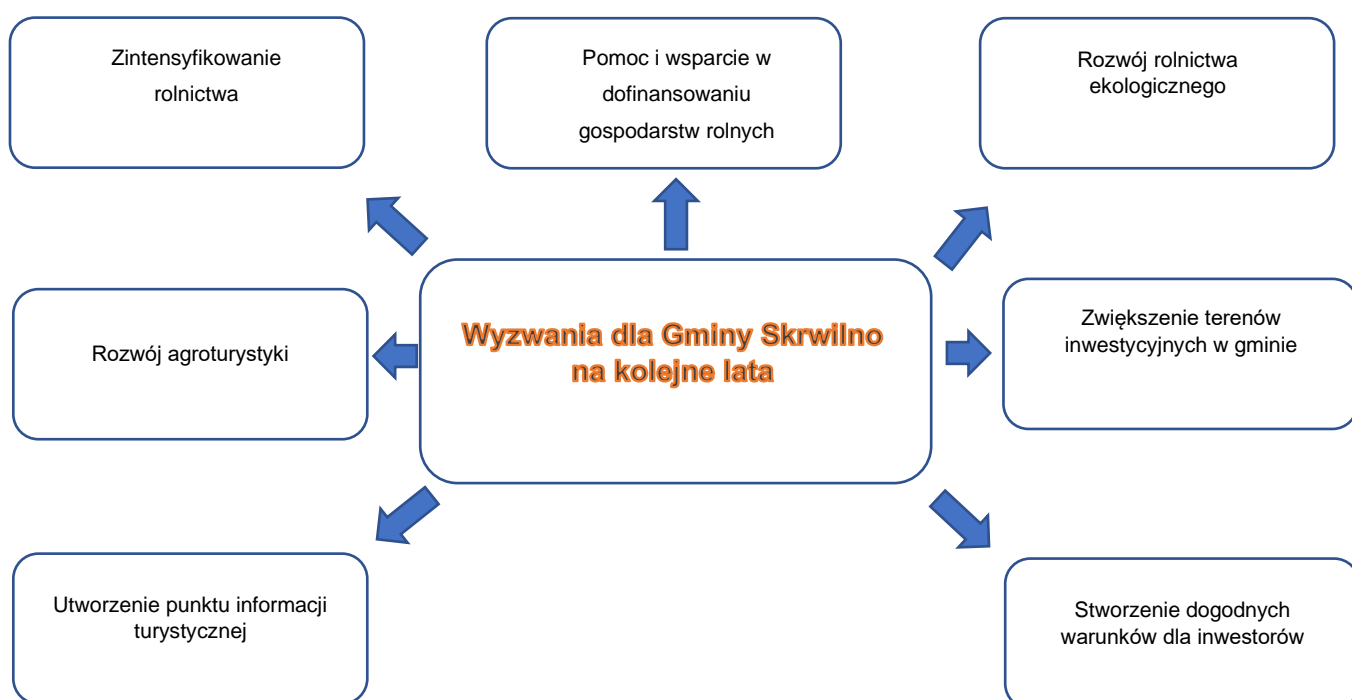 Zintensyfikowanie
rolnictwa
Pomoc i wsparcie w
dofinansowaniu
gospodarstw rolnych
Rozwój rolnictwa
ekologicznego
Rozwój agroturystyki
Wyzwania dla Gminy Skrwilno
na kolejne lata
Zwiększenie terenów
inwestycyjnych w gminie
Utworzenie punktu informacji
turystycznej
Stworzenie dogodnych
warunków dla inwestorów